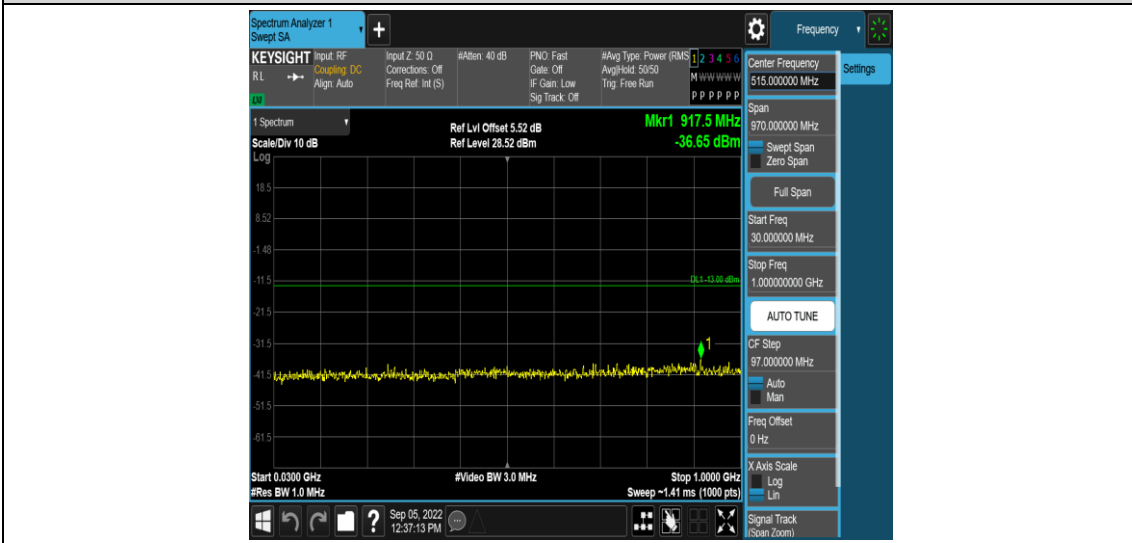 Spectrum Analyzer 1
Swept SA
Frequency
KEYSIGHT
RL
LNI
Input: RF
Coupling: DC
Align: Auto
Input Z: 50 Ω
Corrections: Off
Freq Ref: Int (S)
#Atten: 40 dB
PNO: Fast
Gate: Off
IF Gain: Low
Sig Track: Off
#Avg Type: Power (RMS
Avg|Hold: 50/50
Trig: Free Run
1 2 3 4 5 6
M W W W W W
P P P P P P
Settings
1 Spectrum
Scale/Div 10 dB
Log
Ref Lvl Offset 5.52 dB
Ref Level 28.52 dBm
Mkr1 917.5 MHz
-36.65 dBm
18.5
8.52
-1.48
-11.5
-21.5
-31.5
-41.5
-51.5
-61.5
DL1 -13.00 dBm
1
Start 0.0300 GHz
#Res BW 1.0 MHz
#Video BW 3.0 MHz
Stop 1.0000 GHz
Sweep ~1.41 ms (1000 pts)
Center Frequency
515.000000 MHz
Span
970.000000 MHz
Swept Span
Zero Span
Full Span
Start Freq
30.000000 MHz
Stop Freq
1.000000000 GHz
AUTO TUNE
CF Step
97.000000 MHz
Auto
Man
Freq Offset
0 Hz
X Axis Scale
Log
Lin
Signal Track
(Span Zoom)
Sep 05, 2022
12:37:13 PM